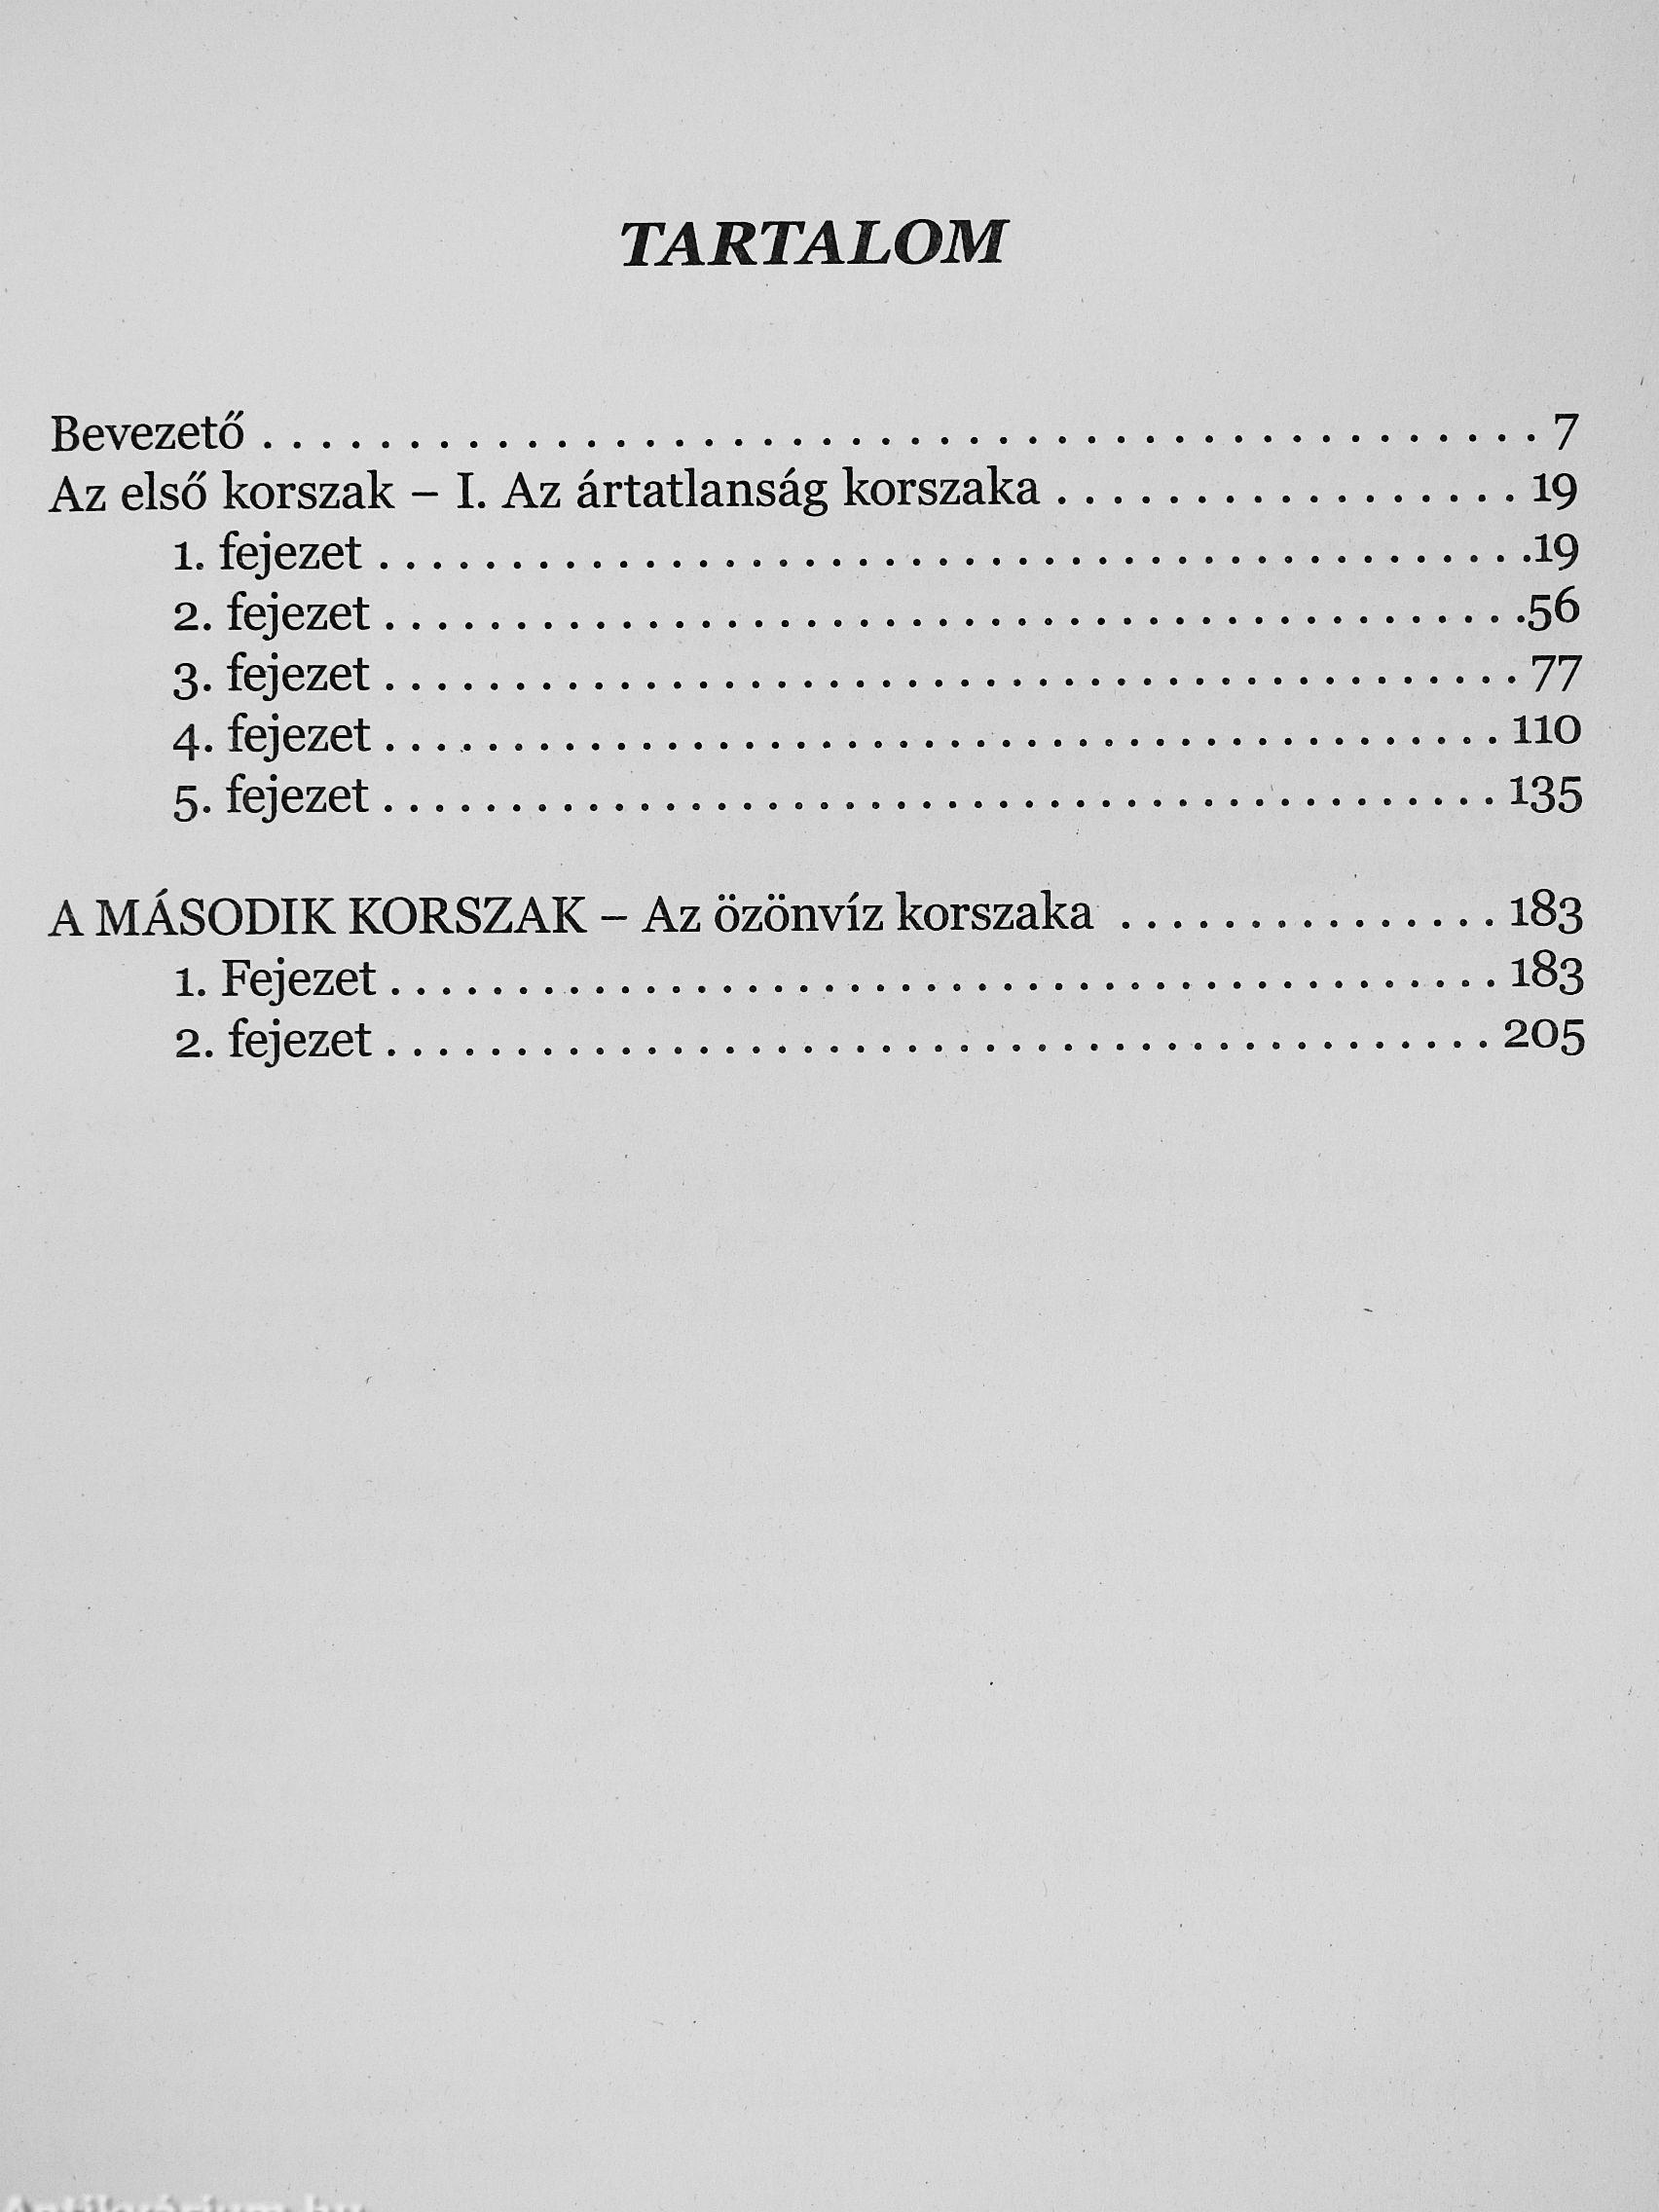 TARTALOM
Bevezető . . . . . . . . . . . . . . . . . . . . . . . . . . . . . . . . . . . . . . . . . . . . 7
Az első korszak – I. Az ártatlanság korszaka . . . . . . . . . . . . . . . . . 19
1. fejezet . . . . . . . . . . . . . . . . . . . . . . . . . . . . . . . . . . . . . . . . . . . .19
2. fejezet . . . . . . . . . . . . . . . . . . . . . . . . . . . . . . . . . . . . . . . . . . . .56
3. fejezet . . . . . . . . . . . . . . . . . . . . . . . . . . . . . . . . . . . . . . . . . . . . 77
4. fejezet . . . . . . . . . . . . . . . . . . . . . . . . . . . . . . . . . . . . . . . . . . . 110
5. fejezet . . . . . . . . . . . . . . . . . . . . . . . . . . . . . . . . . . . . . . . . . . . 135
A MÁSODIK KORSZAK – Az özönvíz korszaka . . . . . . . . . . . . . . . 183
1. Fejezet . . . . . . . . . . . . . . . . . . . . . . . . . . . . . . . . . . . . . . . . . . . 183
2. fejezet . . . . . . . . . . . . . . . . . . . . . . . . . . . . . . . . . . . . . . . . . . . 205